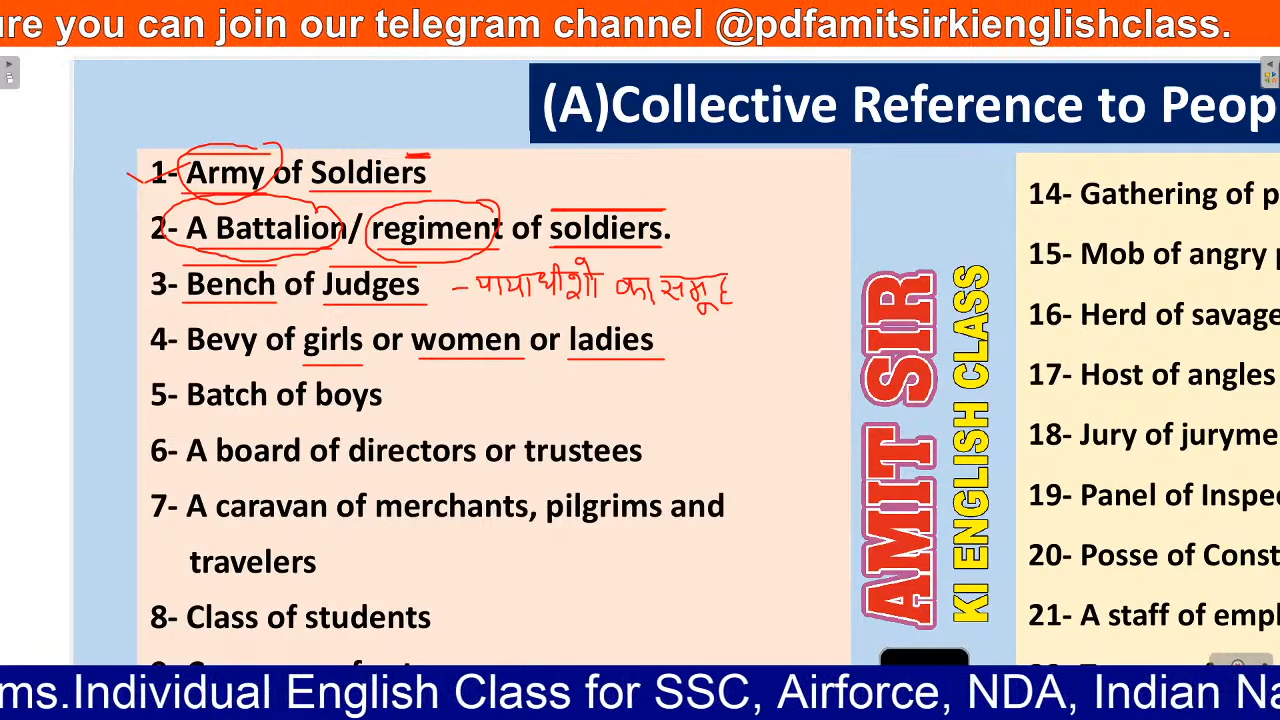 ure you can join our telegram channel @pdfamitsirkienglishclass.
(A)Collective Reference to Peop
1- Army of Soldiers
2- A Battalion/ regiment of soldiers.
3- Bench of Judges - न्यायाधीशो का समूह
4- Bevy of girls or women or ladies
5- Batch of boys
6- A board of directors or trustees
7- A caravan of merchants, pilgrims and
travelers
8- Class of students
AMIT SIR
KI ENGLISH CLASS
14- Gathering of p
15- Mob of angry p
16- Herd of savage
17- Host of angles
18- Jury of juryme
19- Panel of Inspe
20- Posse of Const
21- A staff of empl
ms.Individual English Class for SSC, Airforce, NDA, Indian Na